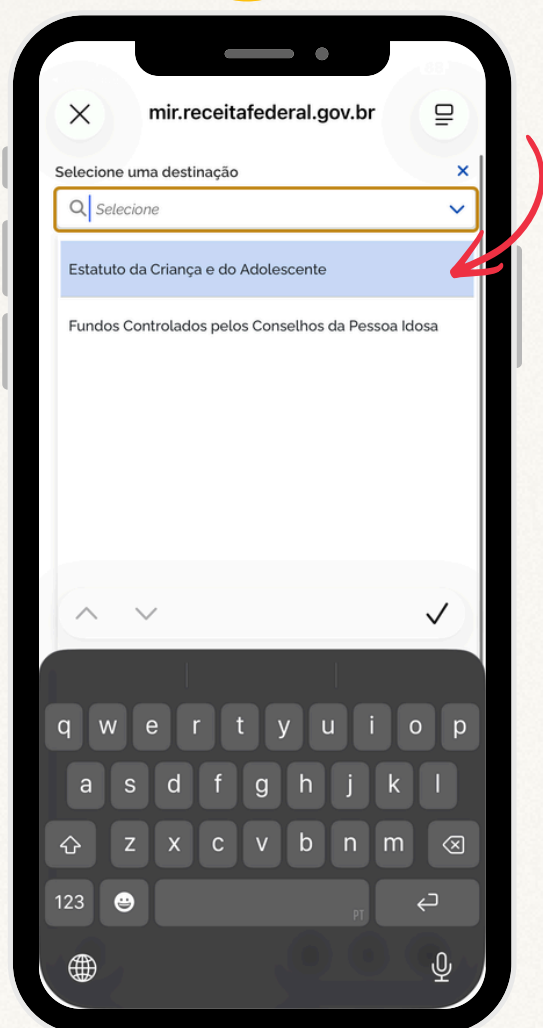 mir.receitafederal.gov.br
Selecione uma destinação
Selecione
Estatuto da Criança e do Adolescente
Fundos Controlados pelos Conselhos da Pessoa Idosa
q w e r t y u i o p
a s d f g h j k l
z x c v b n m
123
PT